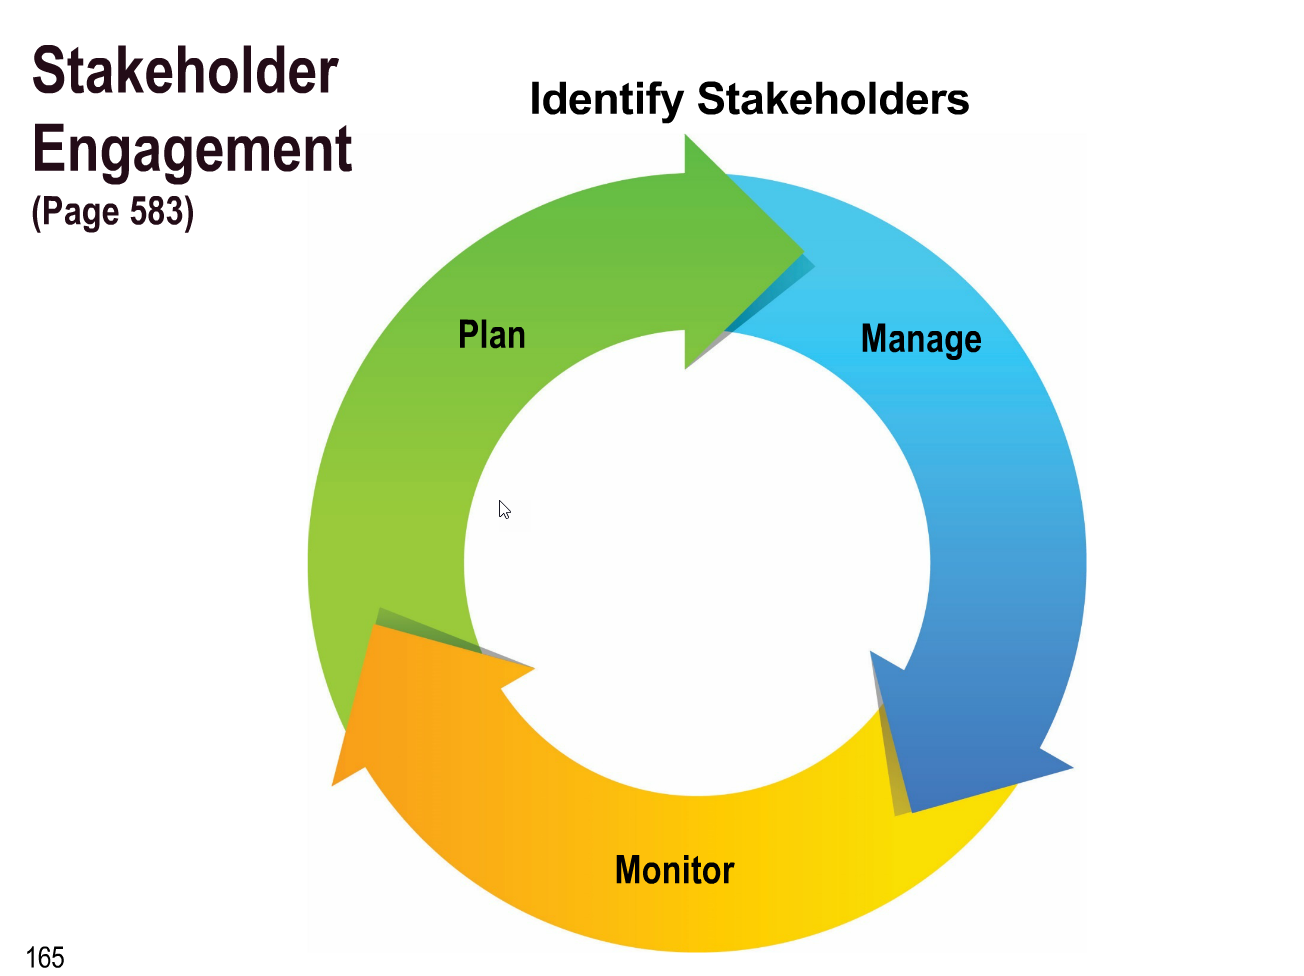 Stakeholder
Engagement
(Page 583)
Identify Stakeholders
Plan
Manage
Monitor
165